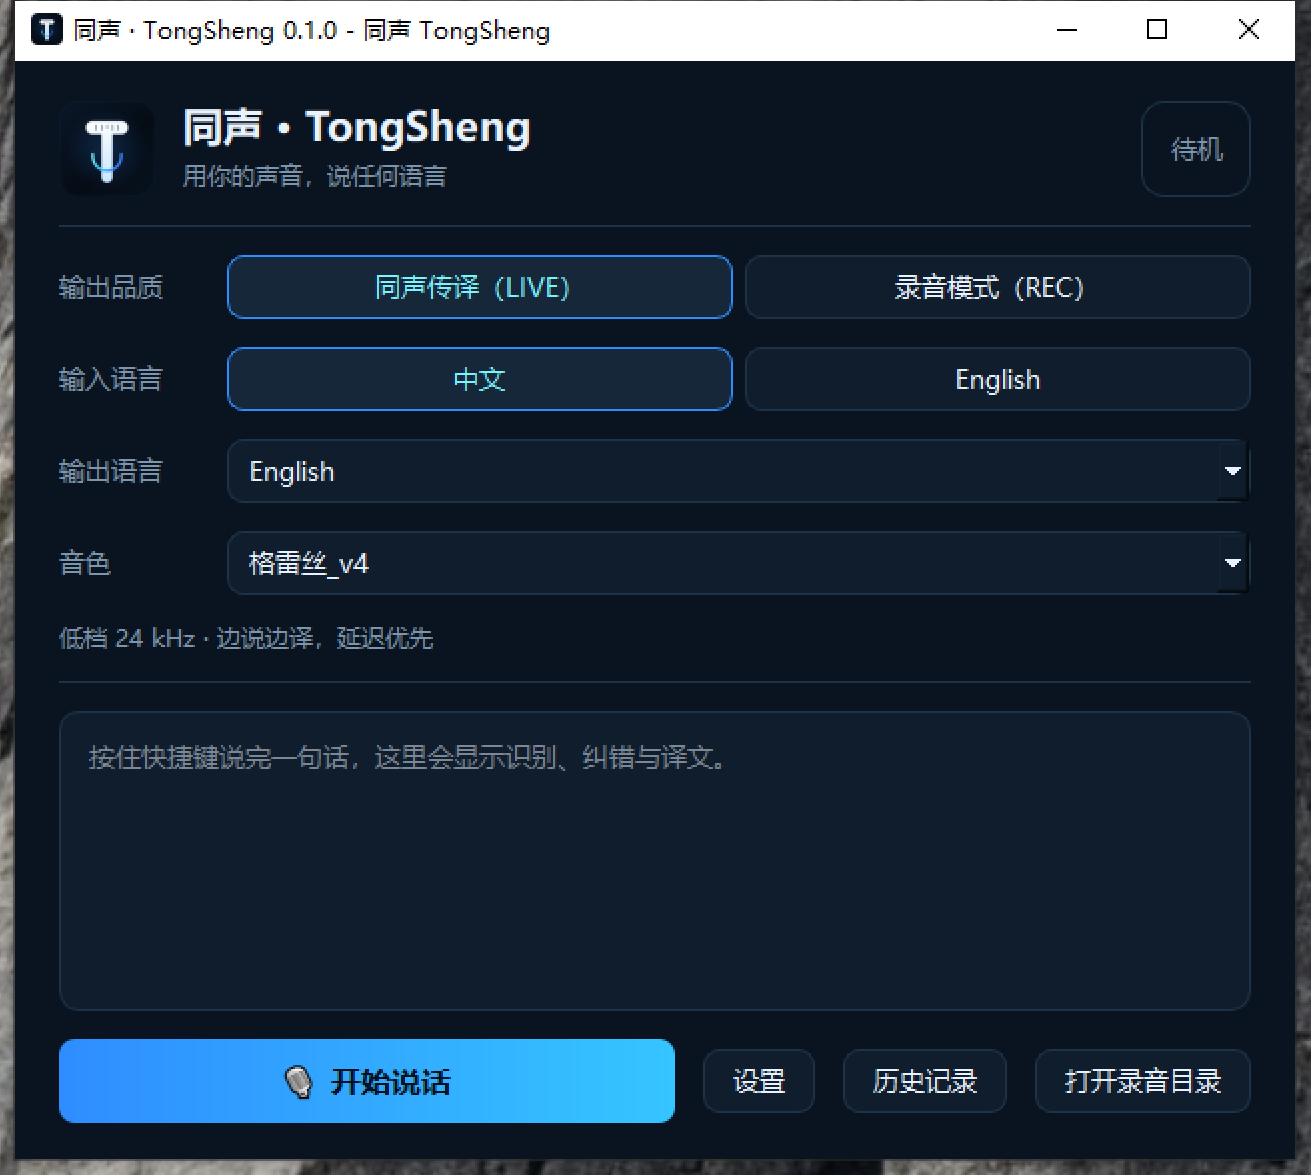 同声 · TongSheng 0.1.0 - 同声 TongSheng
同声 · TongSheng
用你的声音，说任何语言
待机
输出品质
同声传译（LIVE）
录音模式（REC）
输入语言
中文
English
输出语言
English
音色
格雷丝_v4
低档 24 kHz · 边说边译，延迟优先
按住快捷键说完一句话，这里会显示识别、纠错与译文。
开始说话
设置
历史记录
打开录音目录